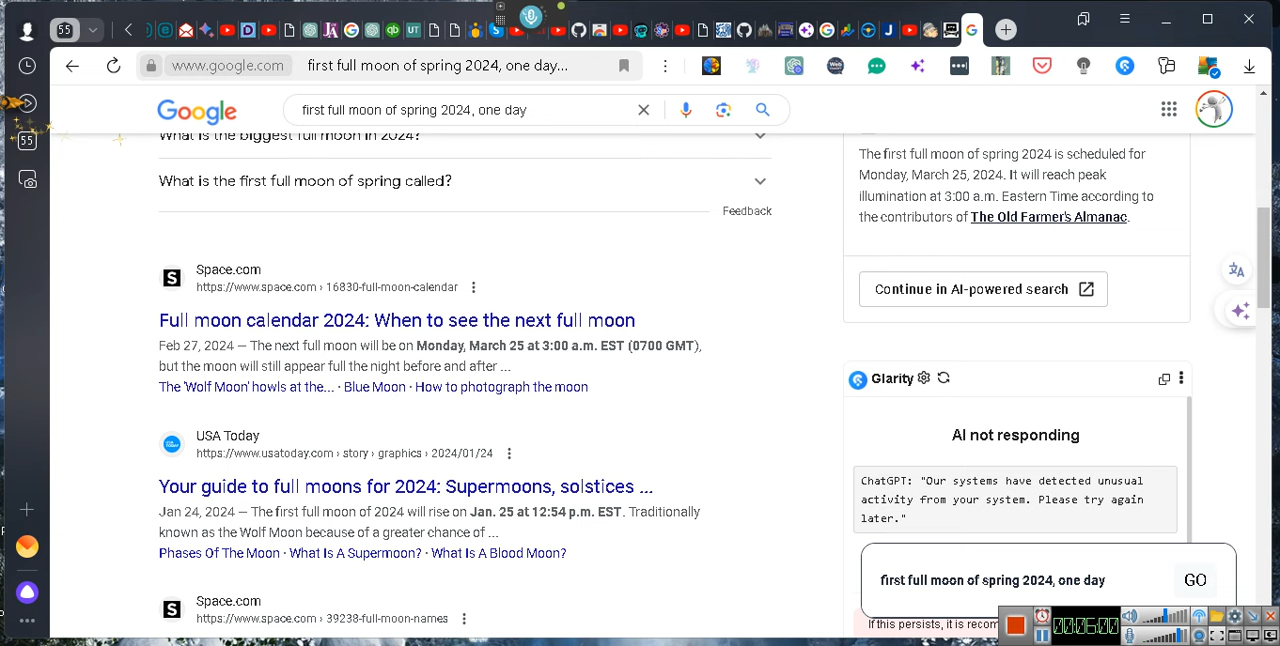 55
UT
J
www.google.com
first full moon of spring 2024, one day...
Web
55
Google
first full moon of spring 2024, one day
What is the biggest full moon in 2024?
What is the first full moon of spring called?
Feedback
S
Space.com
https://www.space.com › 16830-full-moon-calendar
Full moon calendar 2024: When to see the next full moon
Feb 27, 2024 — The next full moon will be on Monday, March 25 at 3:00 a.m. EST (0700 GMT),
but the moon will still appear full the night before and after ...
The 'Wolf Moon' howls at the... · Blue Moon · How to photograph the moon
USA Today
https://www.usatoday.com › story › graphics › 2024/01/24
Your guide to full moons for 2024: Supermoons, solstices ...
Jan 24, 2024 — The first full moon of 2024 will rise on Jan. 25 at 12:54 p.m. EST. Traditionally
known as the Wolf Moon because of a greater chance of ...
Phases Of The Moon · What Is A Supermoon? · What Is A Blood Moon?
S
Space.com
https://www.space.com › 39238-full-moon-names
The first full moon of spring 2024 is scheduled for
Monday, March 25, 2024. It will reach peak
illumination at 3:00 a.m. Eastern Time according to
the contributors of The Old Farmer's Almanac.
Continue in AI-powered search
Glarity
AI not responding
ChatGPT: "Our systems have detected unusual
activity from your system. Please try again
later."
first full moon of spring 2024, one day
GO
If this persists, it is recom
00:06:00